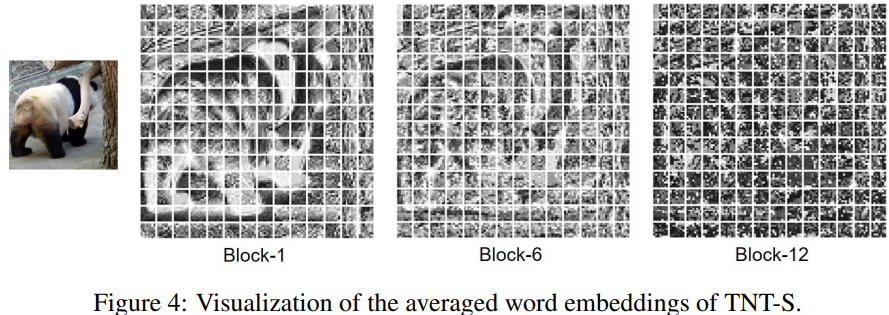 Block-1
Block-6
Block-12
Figure 4: Visualization of the averaged word embeddings of TNT-S.